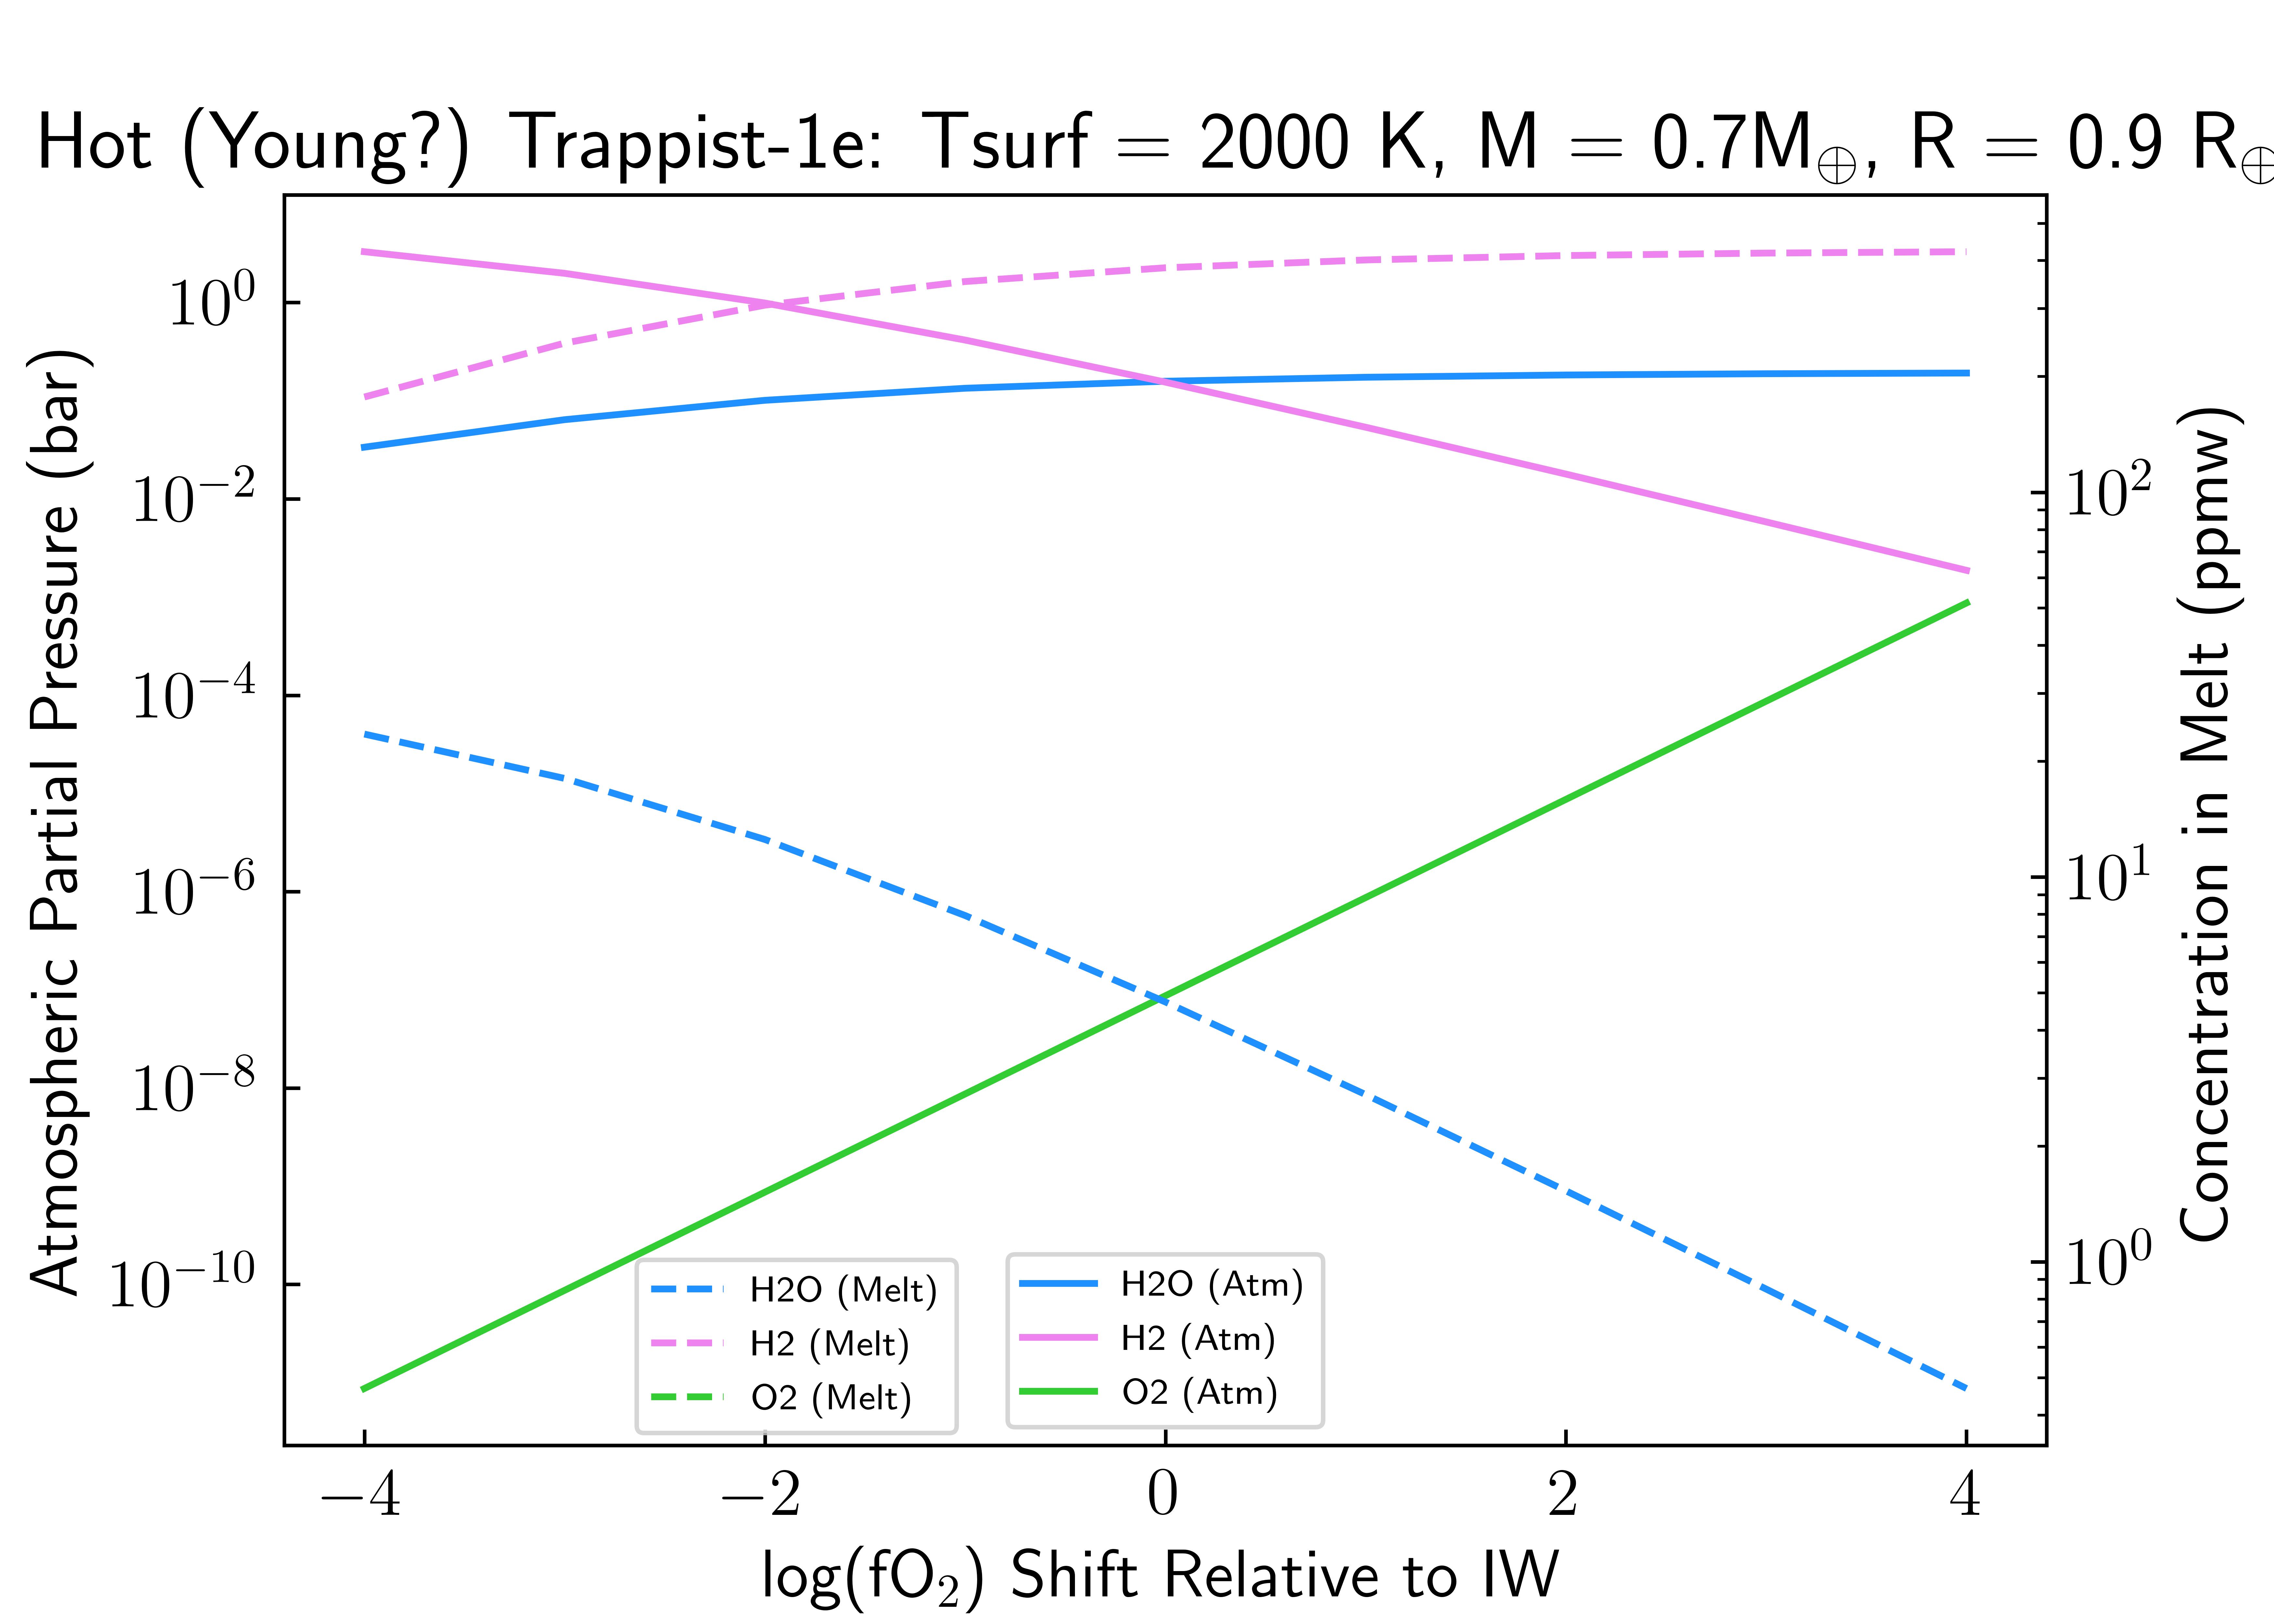 Hot (Young?) Trappist-1e: Tsurf = 2000 K, M = 0.7M⊕, R = 0.9 R⊕
Atmospheric Partial Pressure (bar)
10⁰
10⁻²
10⁻⁴
10⁻⁶
10⁻⁸
10⁻¹⁰
Concentration in Melt (ppmw)
10²
10¹
10⁰
H2O (Melt)
H2 (Melt)
O2 (Melt)
H2O (Atm)
H2 (Atm)
O2 (Atm)
−4 −2 0 2 4
log(fO₂) Shift Relative to IW